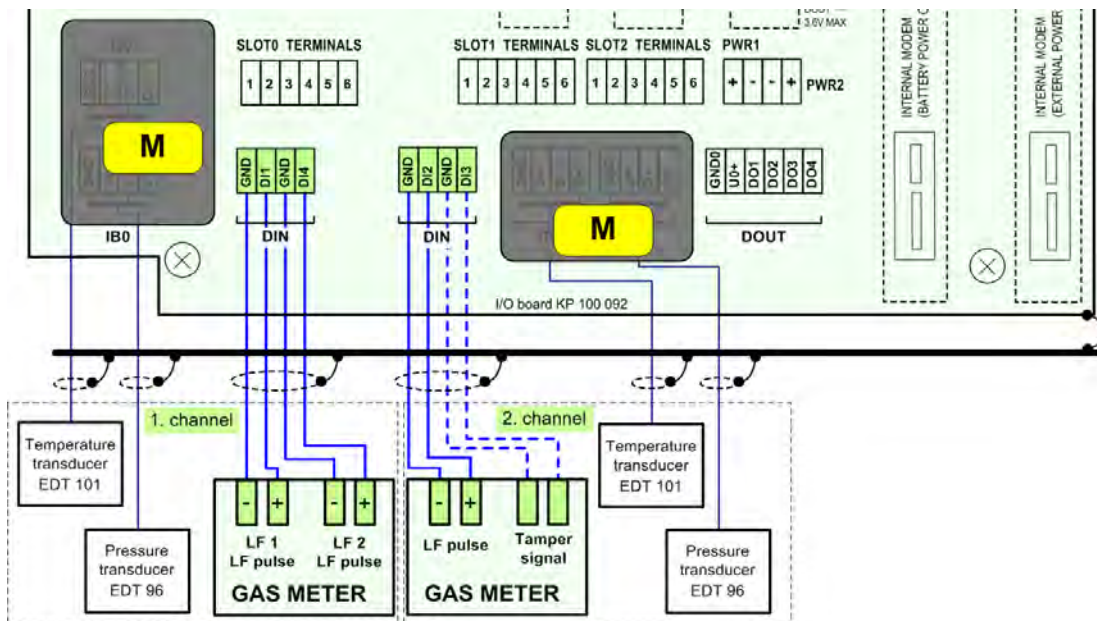 3.6V MAX
SLOT0 TERMINALS
1 2 3 4 5 6
SLOT1 TERMINALS
1 2 3 4 5 6
SLOT2 TERMINALS
1 2 3 4 5 6
PWR1
+ - - +
PWR2
INTERNAL MODEM
(BATTERY POWER
INTERNAL MODEM
(EXTERNAL POWER
M
IB0
GND DI1 GND DI4
DIN
GND DI2 GND DI3
DIN
M
GND0 U0+ DO1 DO2 DO3 DO4
DOUT
I/O board KP 100 092
1. channel
Temperature
transducer
EDT 101
Pressure
transducer
EDT 96
- + - +
LF 1
LF pulse
LF 2
LF pulse
GAS METER
2. channel
- +
LF pulse
Tamper
signal
GAS METER
Temperature
transducer
EDT 101
Pressure
transducer
EDT 96